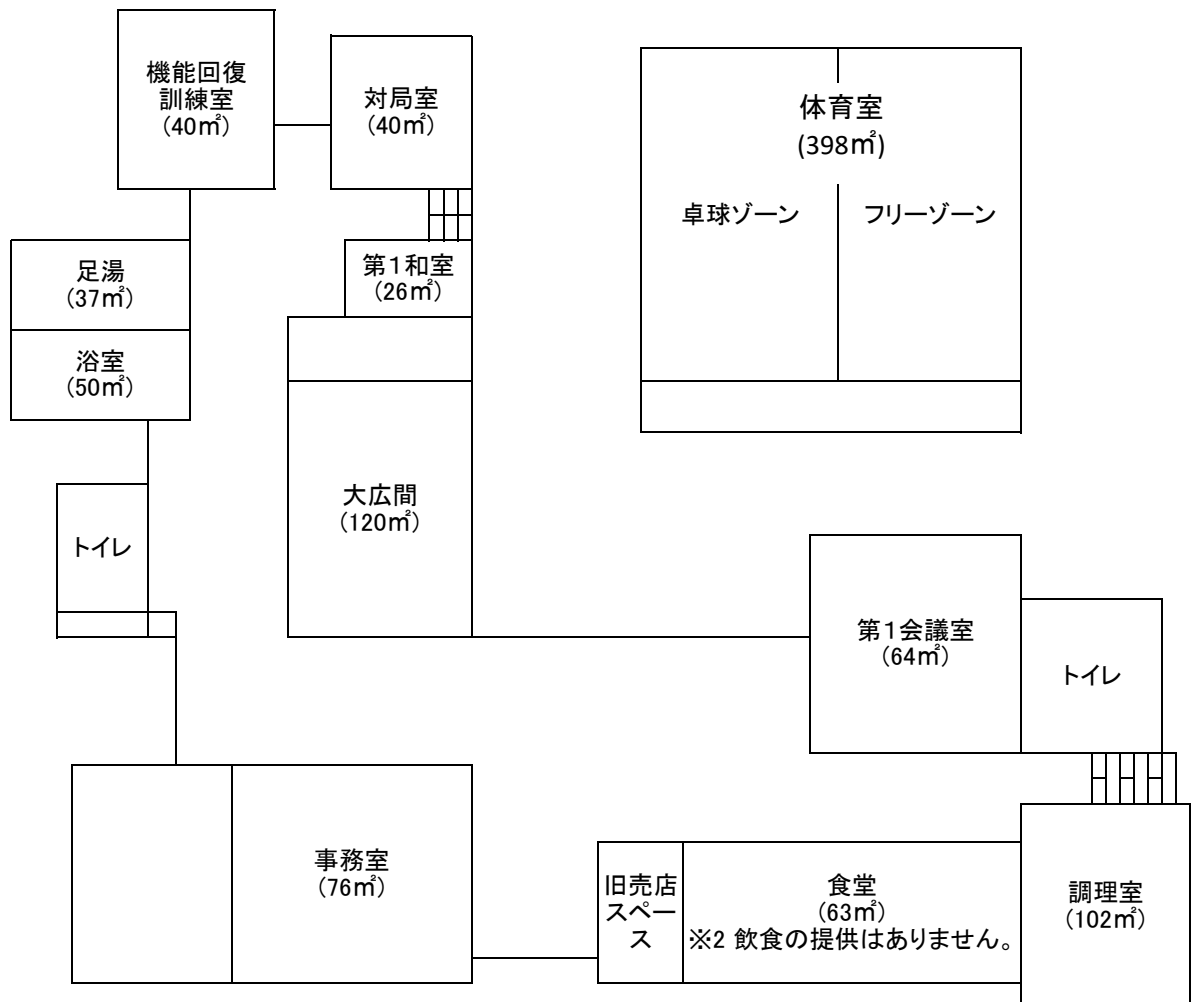 機能回復
訓練室
(40㎡)
対局室
(40㎡)
体育室
(398㎡)
卓球ゾーン
フリーゾーン
足湯
(37㎡)
第1和室
(26㎡)
浴室
(50㎡)
大広間
(120㎡)
トイレ
第1会議室
(64㎡)
トイレ
事務室
(76㎡)
旧売店
スペー
ス
食堂
(63㎡)
※2 飲食の提供はありません。
調理室
(102㎡)